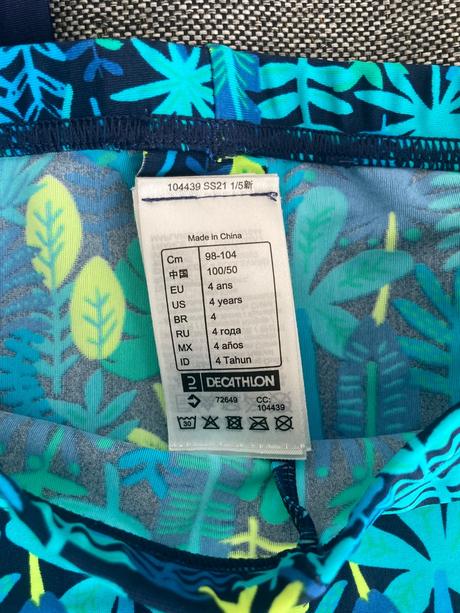 104439 SS21 1/5新
Made in China
Cm 98-104
中国 100/50
EU 4 ans
US 4 years
BR 4
RU 4 года
MX 4 años
ID 4 Tahun
DECATHLON
72649 CC:
104439
30